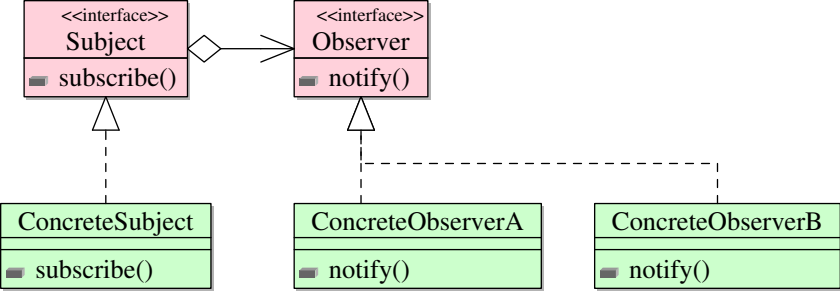 <<interface>>
Subject
subscribe()
<<interface>>
Observer
notify()
ConcreteSubject
subscribe()
ConcreteObserverA
notify()
ConcreteObserverB
notify()